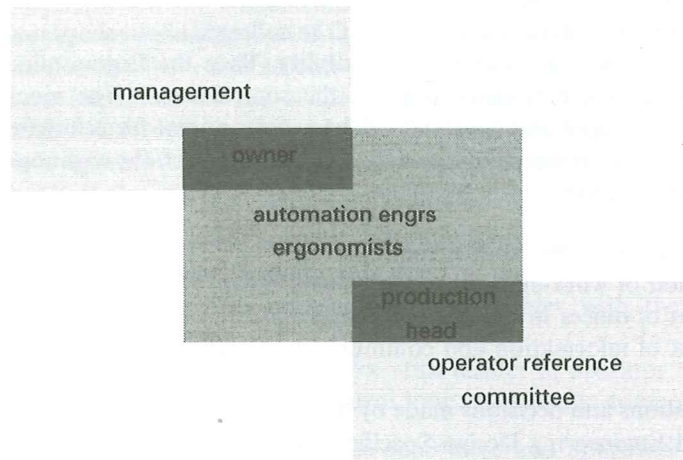 management
owner
automation engrs
ergonomists
production
head
operator reference
committee